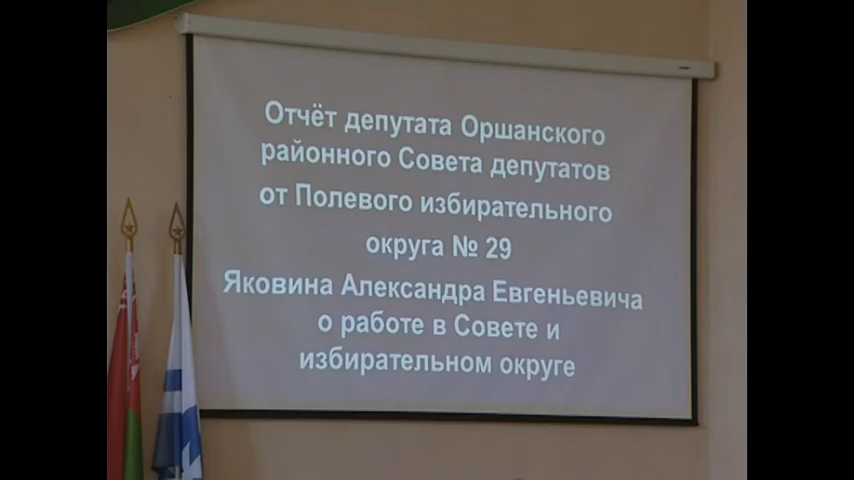 Отчёт депутата Оршанского
районного Совета депутатов
от Полевого избирательного
округа № 29
Яковина Александра Евгеньевича
о работе в Совете и
избирательном округе